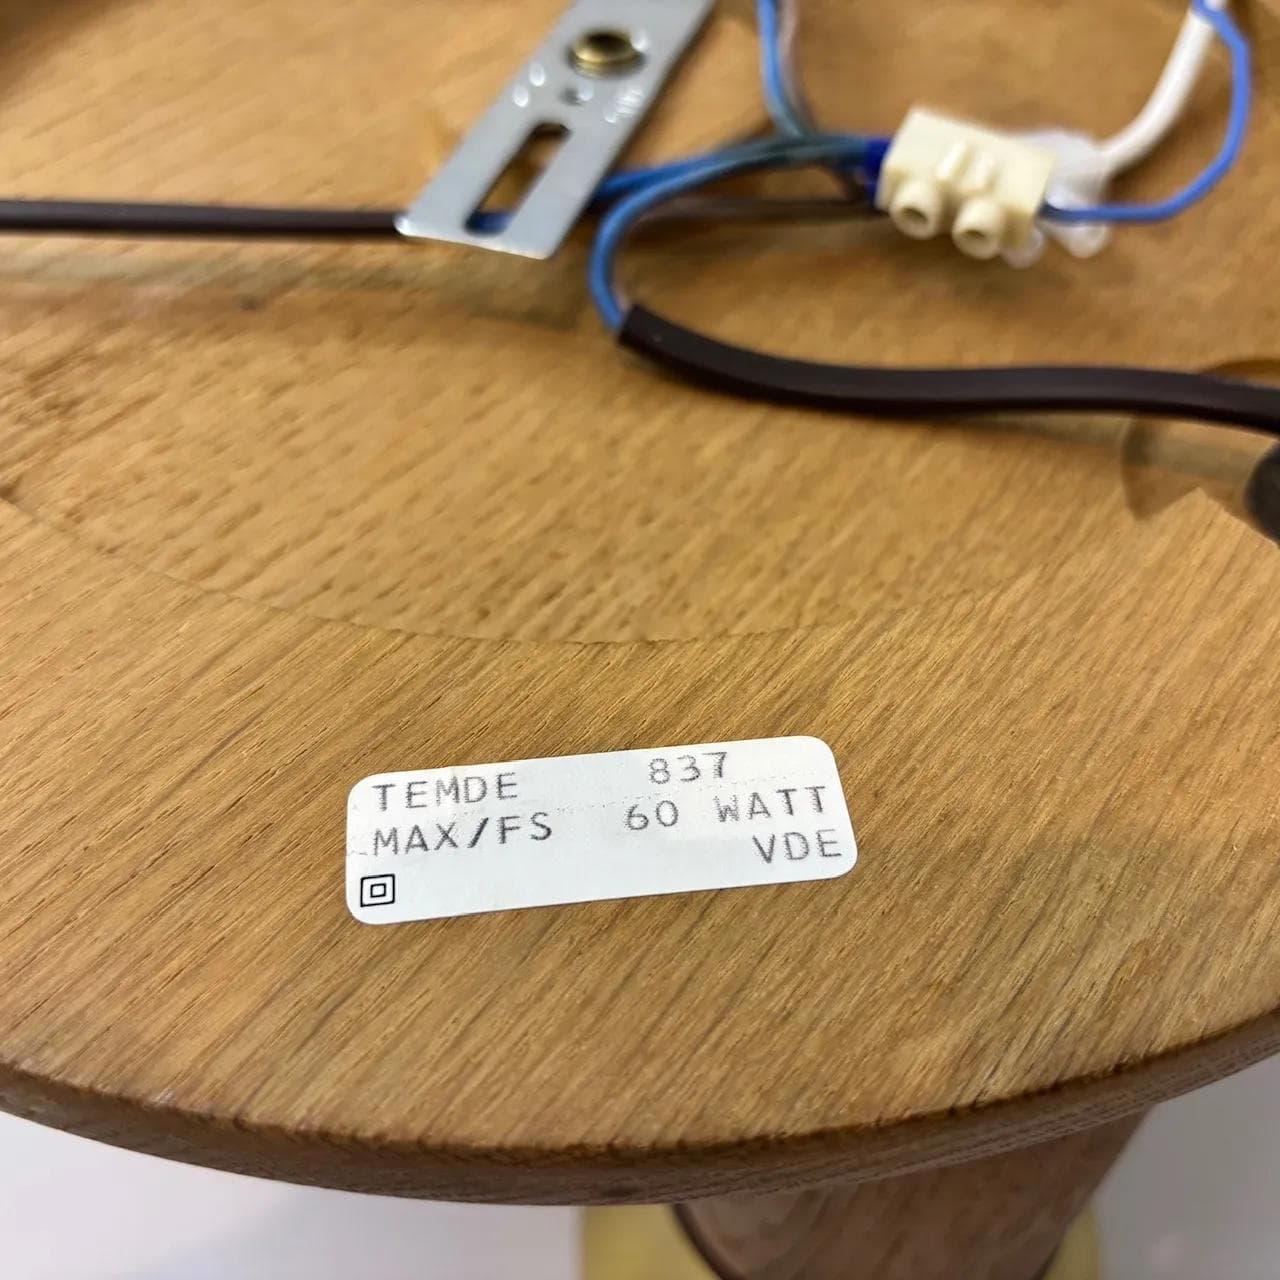 TEMDE 837
MAX/FS 60 WATT
VDE